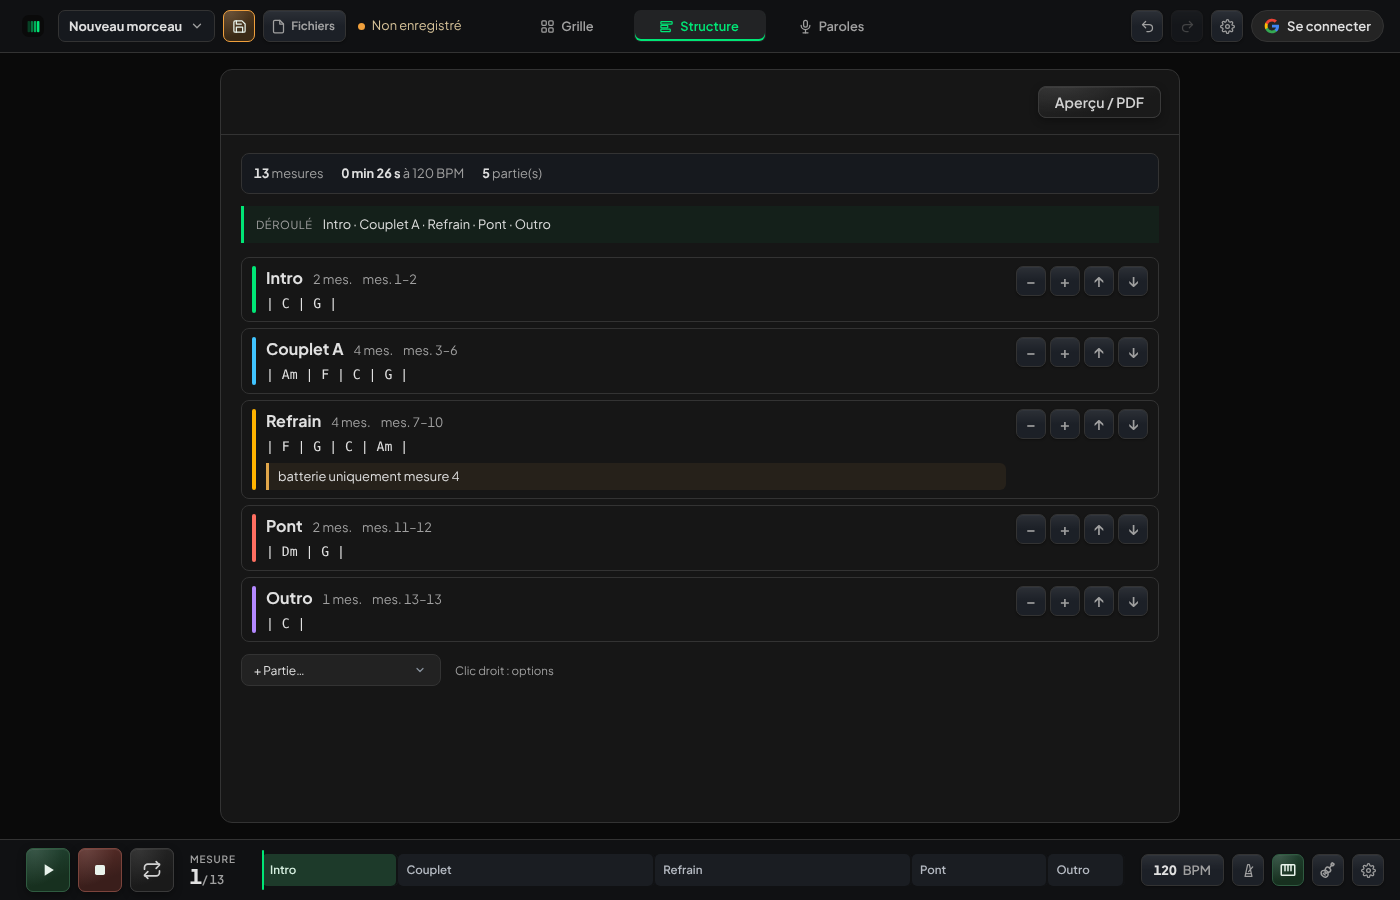 Nouveau morceau
Fichiers
Non enregistré
Grille
Structure
Paroles
Se connecter
Aperçu / PDF
13 mesures 0 min 26 s à 120 BPM 5 partie(s)
DÉROULÉ Intro · Couplet A · Refrain · Pont · Outro
Intro 2 mes. mes. 1–2
| C | G |
Couplet A 4 mes. mes. 3–6
| Am | F | C | G |
Refrain 4 mes. mes. 7–10
| F | G | C | Am |
batterie uniquement mesure 4
Pont 2 mes. mes. 11–12
| Dm | G |
Outro 1 mes. mes. 13–13
| C |
+ Partie…
Clic droit : options
MESURE
1/ 13
Intro
Couplet
Refrain
Pont
Outro
120 BPM